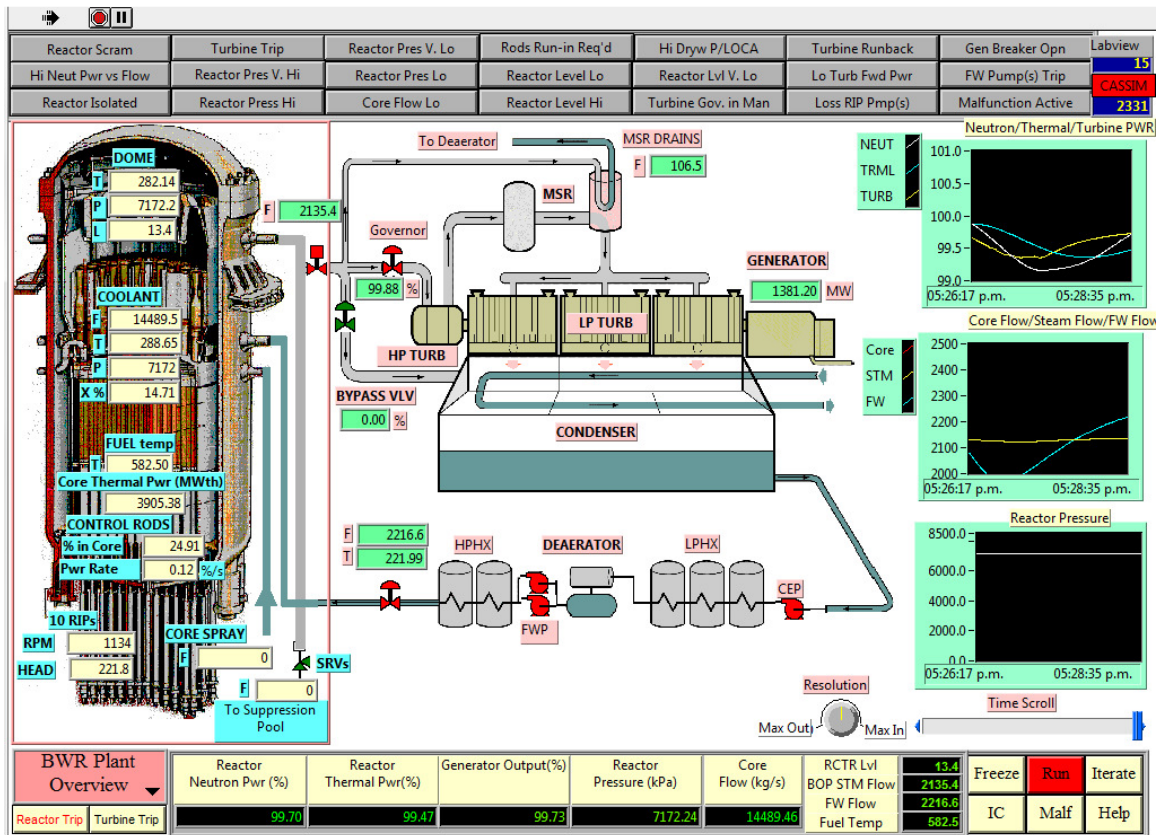 Reactor Scram
Turbine Trip
Reactor Pres V. Lo
Rods Run-in Req'd
Hi Dryw P/LOCA
Turbine Runback
Gen Breaker Opn
Labview
15
Hi Neut Pwr vs Flow
Reactor Pres V. Hi
Reactor Pres Lo
Reactor Level Lo
Reactor Lvl V. Lo
Lo Turb Fwd Pwr
FW Pump(s) Trip
CASSIM
Reactor Isolated
Reactor Press Hi
Core Flow Lo
Reactor Level Hi
Turbine Gov. in Man
Loss RIP Pmp(s)
Malfunction Active
2331
DOME
T 282.14
P 7172.2
L 13.4
COOLANT
F 14489.5
T 288.65
P 7172
X % 14.71
FUEL temp
T 582.50
Core Thermal Pwr (MWth)
3905.38
CONTROL RODS
% in Core 24.91
Pwr Rate 0.12 %/s
10 RIPs
RPM 1134
HEAD 221.8
CORE SPRAY
F 0
SRVs
F 0
To Suppression
Pool
F 2135.4
To Deaerator
MSR DRAINS
F 106.5
MSR
Governor
99.88 %
HP TURB
LP TURB
GENERATOR
1381.20 MW
BYPASS VLV
0.00 %
CONDENSER
F 2216.6
T 221.99
HPHX
DEAERATOR
LPHX
FWP
CEP
Neutron/Thermal/Turbine PWR
NEUT
TRML
TURB
101.0
100.5
100.0
99.5
99.0
05:26:17 p.m. 05:28:35 p.m.
Core Flow/Steam Flow/FW Flow
Core
STM
FW
2500
2400
2300
2200
2100
2000
05:26:17 p.m. 05:28:35 p.m.
Reactor Pressure
8500.0
6000.0
4000.0
2000.0
0.0
05:26:17 p.m. 05:28:35 p.m.
Resolution
Max Out
Max In
Time Scroll
BWR Plant
Overview
Reactor Trip
Turbine Trip
Reactor
Neutron Pwr (%)
99.70
Reactor
Thermal Pwr(%)
99.47
Generator Output(%)
99.73
Reactor
Pressure (kPa)
7172.24
Core
Flow (kg/s)
14489.46
RCTR Lvl 13.4
BOP STM Flow 2135.4
FW Flow 2216.6
Fuel Temp 582.5
Freeze
Run
Iterate
IC
Malf
Help